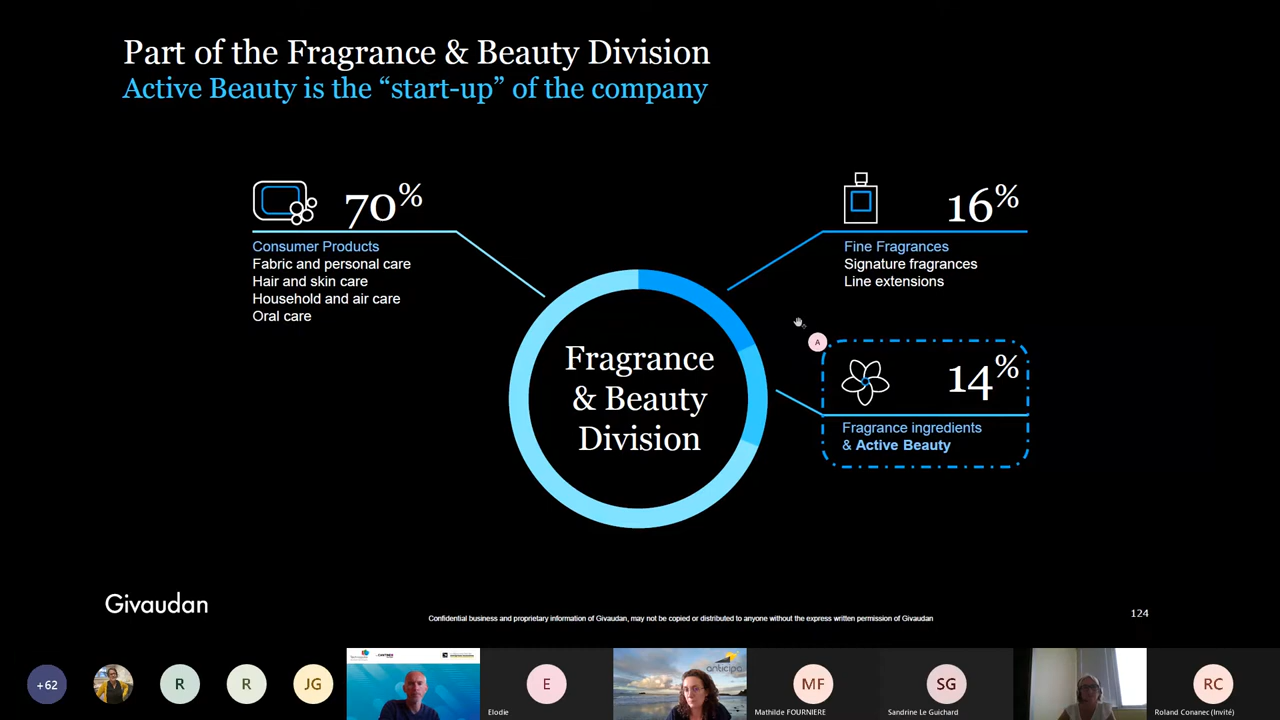 Part of the Fragrance & Beauty Division
Active Beauty is the “start-up” of the company
70%
Consumer Products
Fabric and personal care
Hair and skin care
Household and air care
Oral care
16%
Fine Fragrances
Signature fragrances
Line extensions
A
14%
Fragrance ingredients
& Active Beauty
Fragrance
& Beauty
Division
Givaudan
Confidential business and proprietary information of Givaudan, may not be copied or distributed to anyone without the express written permission of Givaudan
124
+62
R
R
JG
E
Elodie
anticipa
MF
Mathilde FOURNIERE
SG
Sandrine Le Guichard
RC
Roland Conanec (Invité)